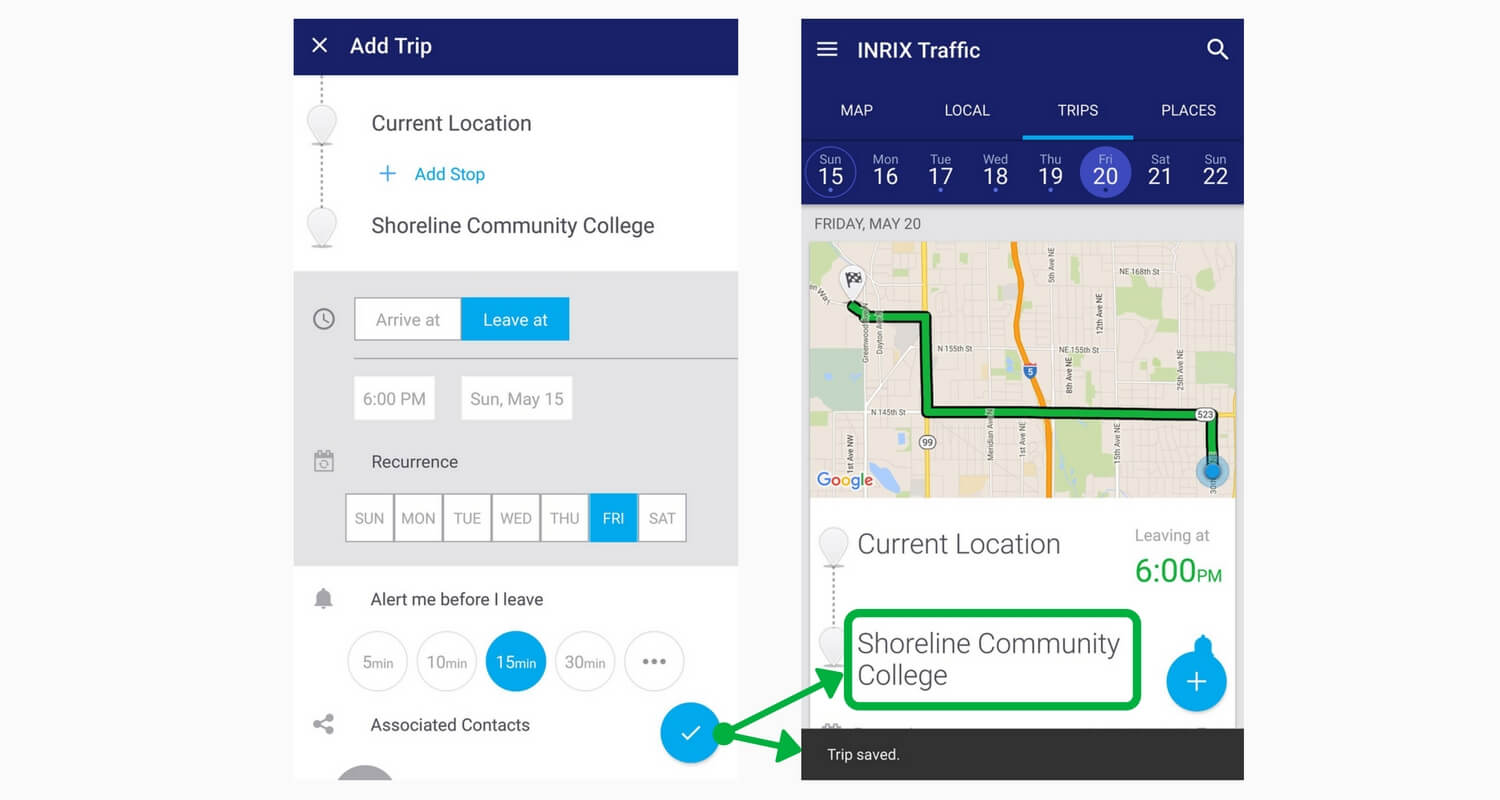 Add Trip
Current Location
Add Stop
Shoreline Community College
Arrive at
Leave at
6:00 PM
Sun, May 15
Recurrence
SUN MON TUE WED THU FRI SAT
Alert me before I leave
5min 10min 15min 30min
Associated Contacts
INRIX Traffic
MAP LOCAL TRIPS PLACES
Sun Mon Tue Wed Thu Fri Sat Sun
15 16 17 18 19 20 21 22
FRIDAY, MAY 20
NE 168th St
5th Ave NE
12th Ave NE
Greenwood
Dayton Ave
N 155th St
NE 155th St
5
8th Ave NE
25th Ave NE
N 145th St
523
99
1st Ave NW
Meridian Ave N
1st Ave NE
15th Ave NE
Google
Current Location
Leaving at
6:00PM
Shoreline Community
College
Trip saved.